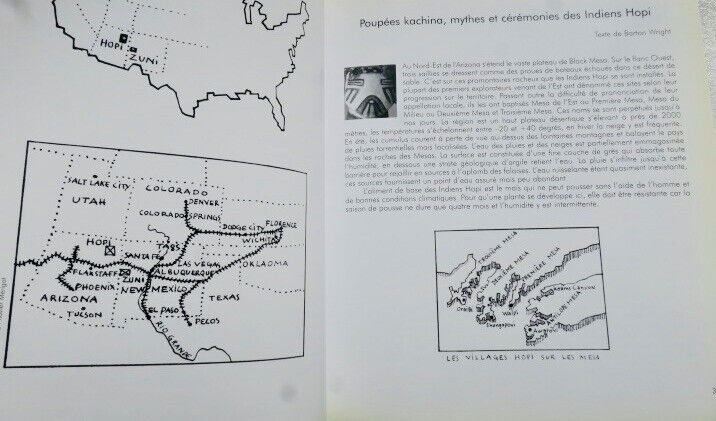 HOPI
ZUNI
SALT LAKE CITY
COLORADO
UTAH
DENVER
COLORADO SPRINGS
DODGE CITY
FLORENCE
WICHITA
HOPI
TAOS
SANTA FE
LAS VEGAS
OKLAOMA
FLAGSTAFF
ZUNI
ALBUQUERQUE
PHOENIX
NEW MEXICO
TEXAS
ARIZONA
TUCSON
EL PASO
PECOS
RIO GRANDE
Poupées kachina, mythes et cérémonies des Indiens Hopi
Texte de Barton Wright
Au Nord-Est de l'Arizona s'étend le vaste plateau de Black Mesa. Sur le flanc Ouest,
trois saillies se dressent comme des proues de bateaux échoués dans ce désert de
sable. C'est sur ces promontoires rocheux que les Indiens Hopi se sont installés. La
plupart des premiers explorateurs venant de l'Est ont dénommé ces sites selon leur
progression sur le territoire. Passant outre la difficulté de prononciation de leur
appellation locale, ils les ont baptisés Mesa de l'Est ou Première Mesa, Mesa du
Milieu ou Deuxième Mesa et Troisième Mesa. Ces noms se sont perpétués jusqu'à
nos jours. La région est un haut plateau désertique s'élevant à près de 2000
mètres, les températures s'échelonnent entre -20 et +40 degrés, en hiver la neige y est fréquente.
En été, les cumulus courent à perte de vue au-dessus des lointaines montagnes et balayent le pays
de pluies torrentielles mais localisées. L'eau des pluies et des neiges est partiellement emmagasinée
dans les roches des Mesas. La surface est constituée d'une fine couche de grès qui absorbe toute
l'humidité; en dessous une strate géologique d'argile retient l'eau. La pluie s'infiltre jusqu'à cette
barrière pour rejaillir en sources à l'aplomb des falaises. L'eau ruisselante étant quasiment inexistante,
ces sources fournissent un point d'eau assuré mais peu abondant.
L'aliment de base des Indiens Hopi est le maïs qui ne peut pousser sans l'aide de l'homme et
de bonnes conditions climatiques. Pour qu'une plante se développe ici, elle doit être résistante car la
saison de pousse ne dure que quatre mois et l'humidité y est intermittente.
TROISIÈME MESA
DEUXIÈME MESA
PREMIÈRE MESA
Keams Canyon
ANTILOPE MESA
Oraibi
Walpi
Shungopovi
Awatovi
LES VILLAGES HOPI SUR LES MESA